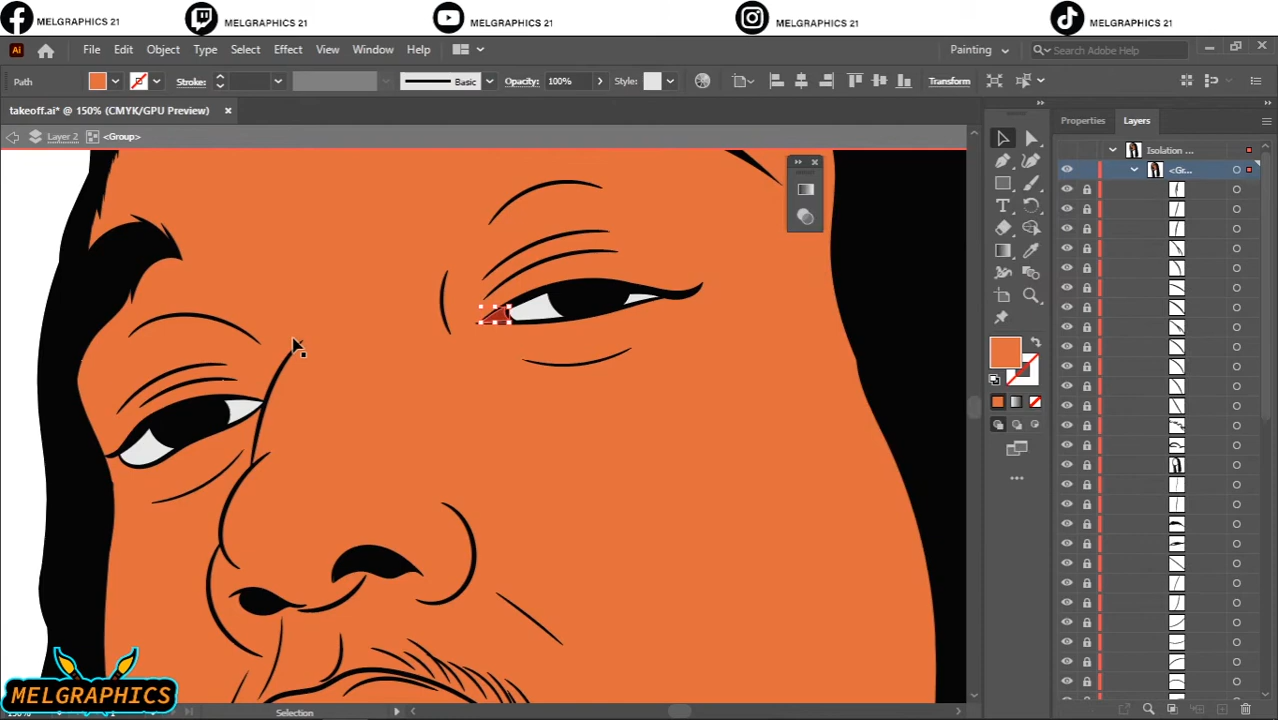 MELGRAPHICS 21
MELGRAPHICS 21
MELGRAPHICS 21
MELGRAPHICS 21
MELGRAPHICS 21
Ai File Edit Object Type Select Effect View Window Help Painting Search Adobe Help
Path Stroke: Basic Opacity: 100% Style: Transform
takeoff.ai* @ 150% (CMYK/GPU Preview)
Layer 2 <Group>
Properties Layers
Isolation ...
<Gr...
MELGRAPHICS
Selection